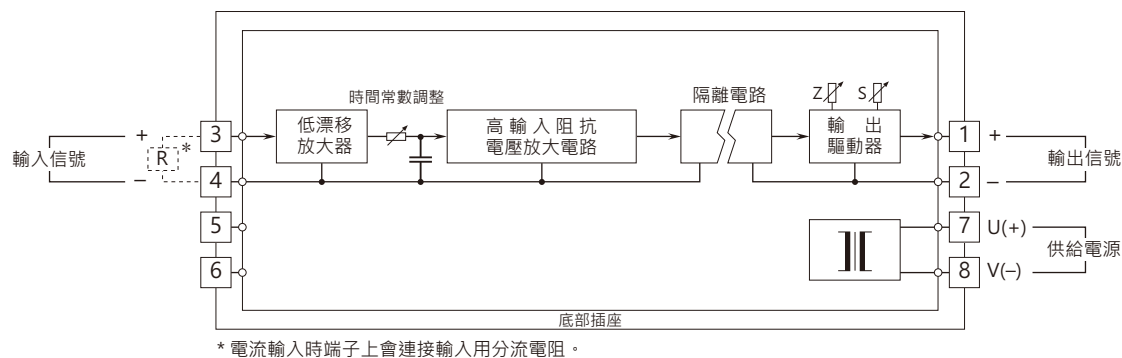 時間常數調整
隔離電路
Z
S
3
低漂移
放大器
高輸入阻抗
電壓放大電路
輸 出
驅動器
1
+
+
*
輸入信號
R
輸出信號
–
4
2
–
5
7
U(+)
供給電源
6
8
V(–)
底部插座
* 電流輸入時端子上會連接輸入用分流電阻。